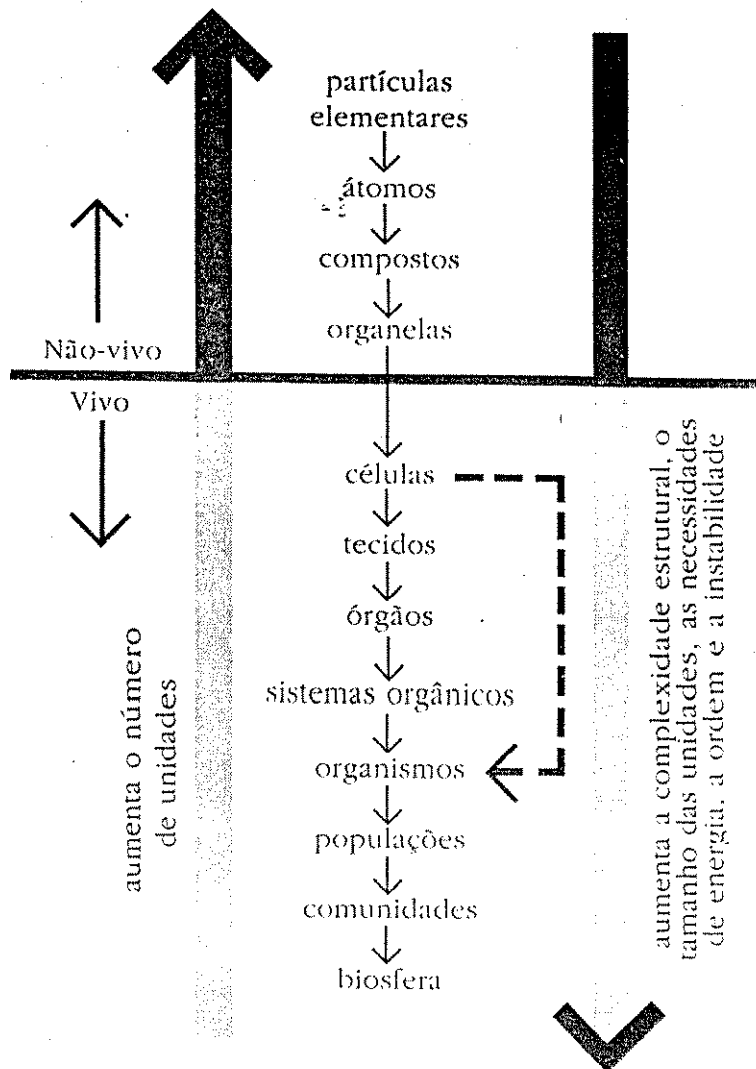 partículas
elementares
átomos
compostos
organelas
Não-vivo
Vivo
células
tecidos
órgãos
sistemas orgânicos
organismos
populações
comunidades
biosfera
aumenta o número
de unidades
aumenta a complexidade estrutural, o
tamanho das unidades, as necessidades
de energia, a ordem e a instabilidade